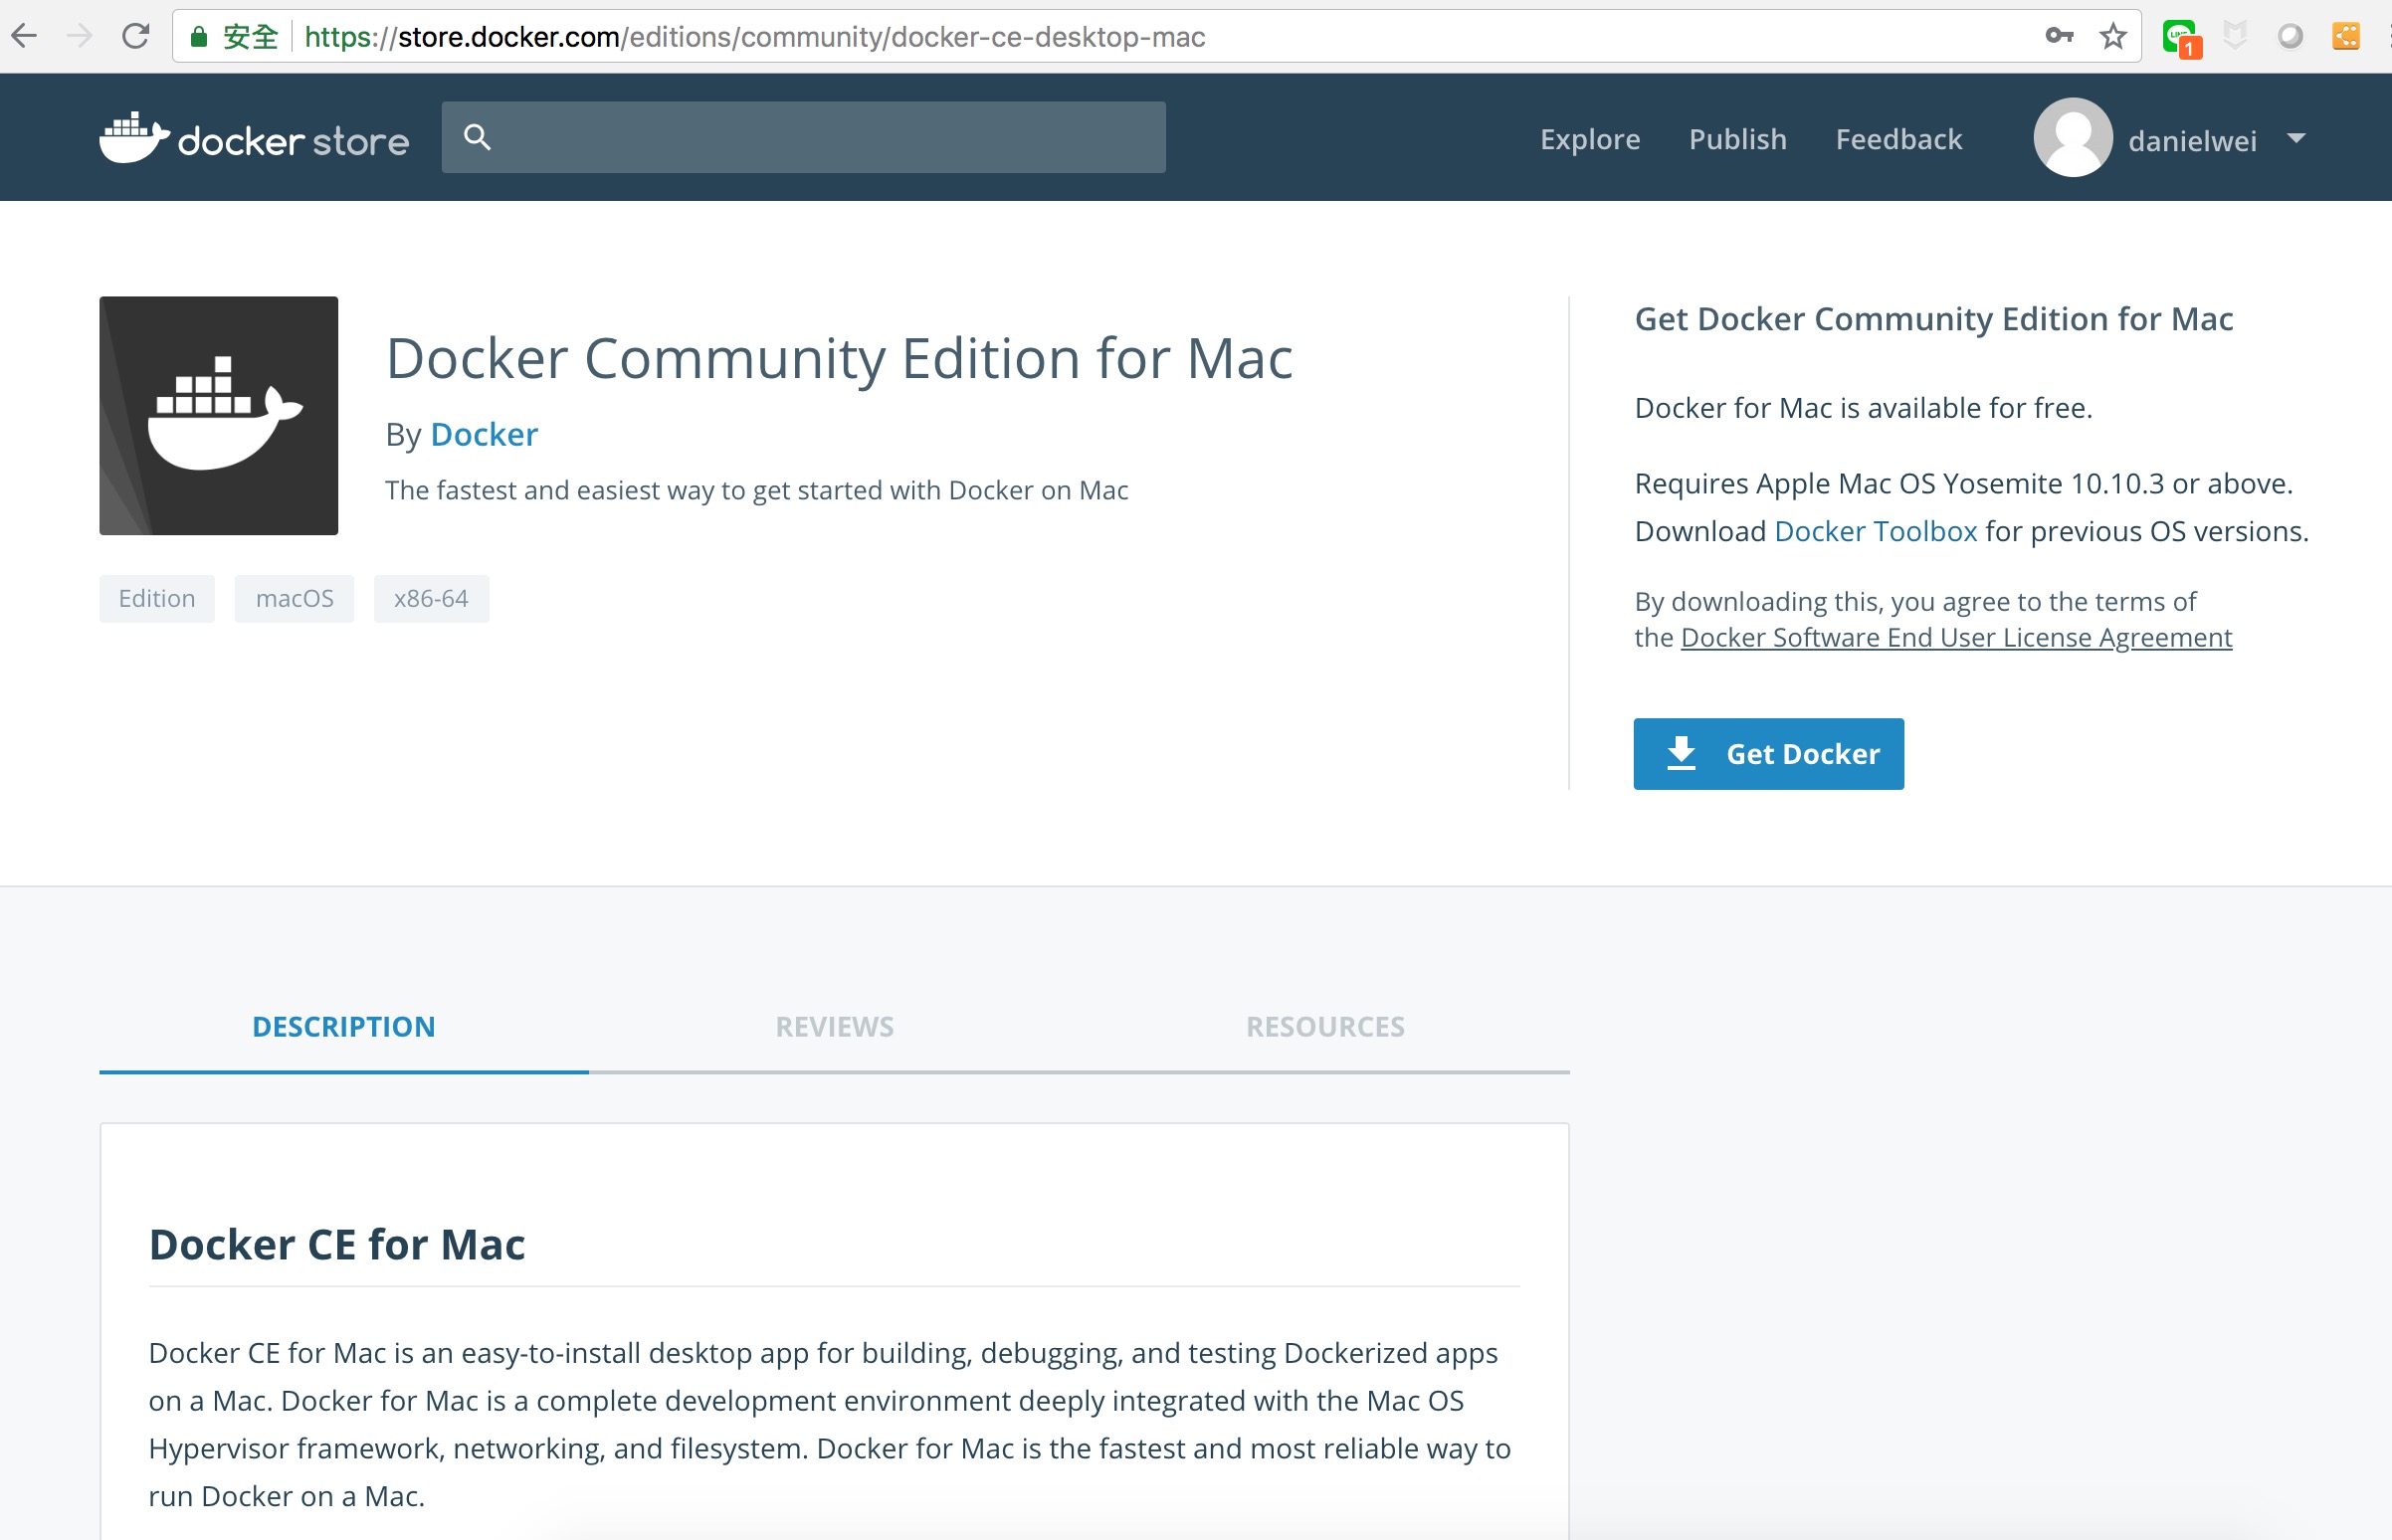 安全 https://store.docker.com/editions/community/docker-ce-desktop-mac
1
docker store
Explore
Publish
Feedback
danielwei
Docker Community Edition for Mac
By Docker
The fastest and easiest way to get started with Docker on Mac
Edition
macOS
x86-64
Get Docker Community Edition for Mac
Docker for Mac is available for free.
Requires Apple Mac OS Yosemite 10.10.3 or above.
Download Docker Toolbox for previous OS versions.
By downloading this, you agree to the terms of
the Docker Software End User License Agreement
Get Docker
DESCRIPTION
REVIEWS
RESOURCES
Docker CE for Mac
Docker CE for Mac is an easy-to-install desktop app for building, debugging, and testing Dockerized apps
on a Mac. Docker for Mac is a complete development environment deeply integrated with the Mac OS
Hypervisor framework, networking, and filesystem. Docker for Mac is the fastest and most reliable way to
run Docker on a Mac.